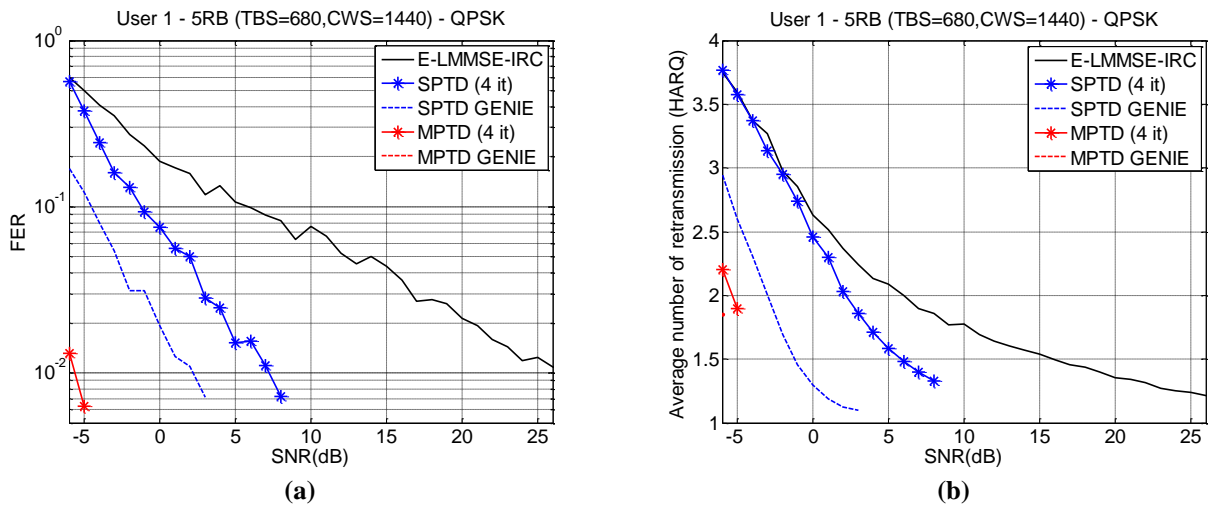 User 1 - 5RB (TBS=680,CWS=1440) - QPSK
10^0
10^-1
10^-2
FER
-5 0 5 10 15 20 25
SNR(dB)
E-LMMSE-IRC
SPTD (4 it)
SPTD GENIE
MPTD (4 it)
MPTD GENIE
(a)
User 1 - 5RB (TBS=680,CWS=1440) - QPSK
4
3.5
3
2.5
2
1.5
1
Average number of retransmission (HARQ)
-5 0 5 10 15 20 25
SNR(dB)
E-LMMSE-IRC
SPTD (4 it)
SPTD GENIE
MPTD (4 it)
MPTD GENIE
(b)